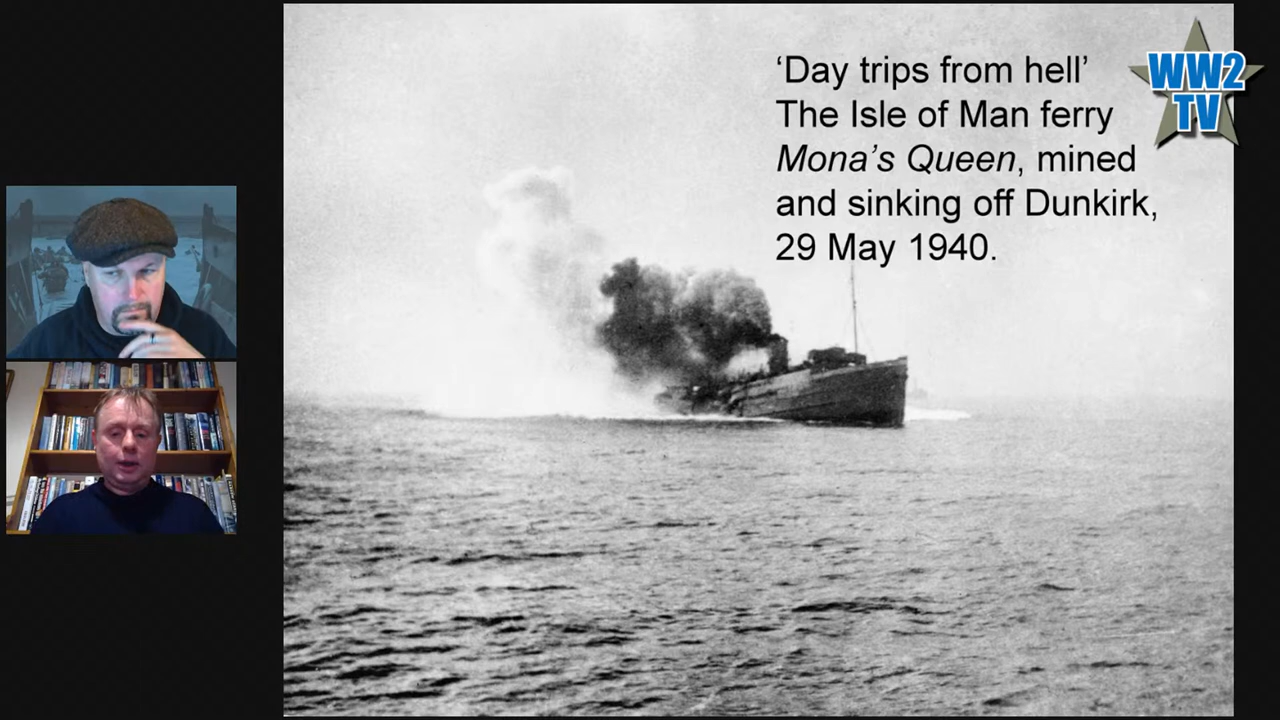 ‘Day trips from hell’
The Isle of Man ferry
Mona’s Queen, mined
and sinking off Dunkirk,
29 May 1940.
WW2
TV